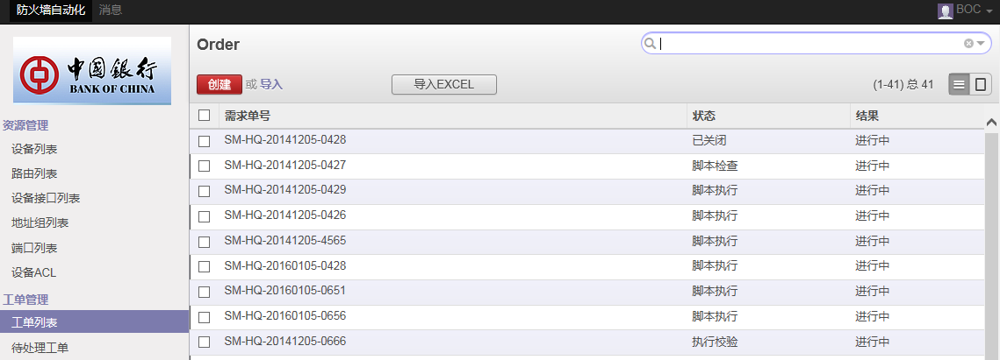 防火墙自动化 消息 BOC
中国银行
BANK OF CHINA
资源管理
设备列表
路由列表
设备接口列表
地址组列表
端口列表
设备ACL
工单管理
工单列表
待处理工单
Order
创建 或 导入 导入EXCEL (1-41) 总 41
需求单号 状态 结果
SM-HQ-20141205-0428 已关闭 进行中
SM-HQ-20141205-0427 脚本检查 进行中
SM-HQ-20141205-0429 脚本执行 进行中
SM-HQ-20141205-0426 脚本执行 进行中
SM-HQ-20141205-4565 脚本执行 进行中
SM-HQ-20160105-0428 脚本执行 进行中
SM-HQ-20160105-0651 脚本执行 进行中
SM-HQ-20160105-0656 脚本执行 进行中
SM-HQ-20141205-0666 执行校验 进行中